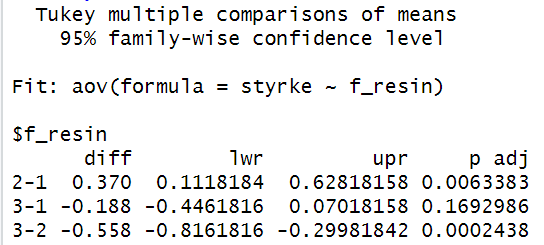 Tukey multiple comparisons of means
95% family-wise confidence level
Fit: aov(formula = styrke ~ f_resin)
$f_resin
diff lwr upr p adj
2-1 0.370 0.1118184 0.62818158 0.0063383
3-1 -0.188 -0.4461816 0.07018158 0.1692986
3-2 -0.558 -0.8161816 -0.29981842 0.0002438